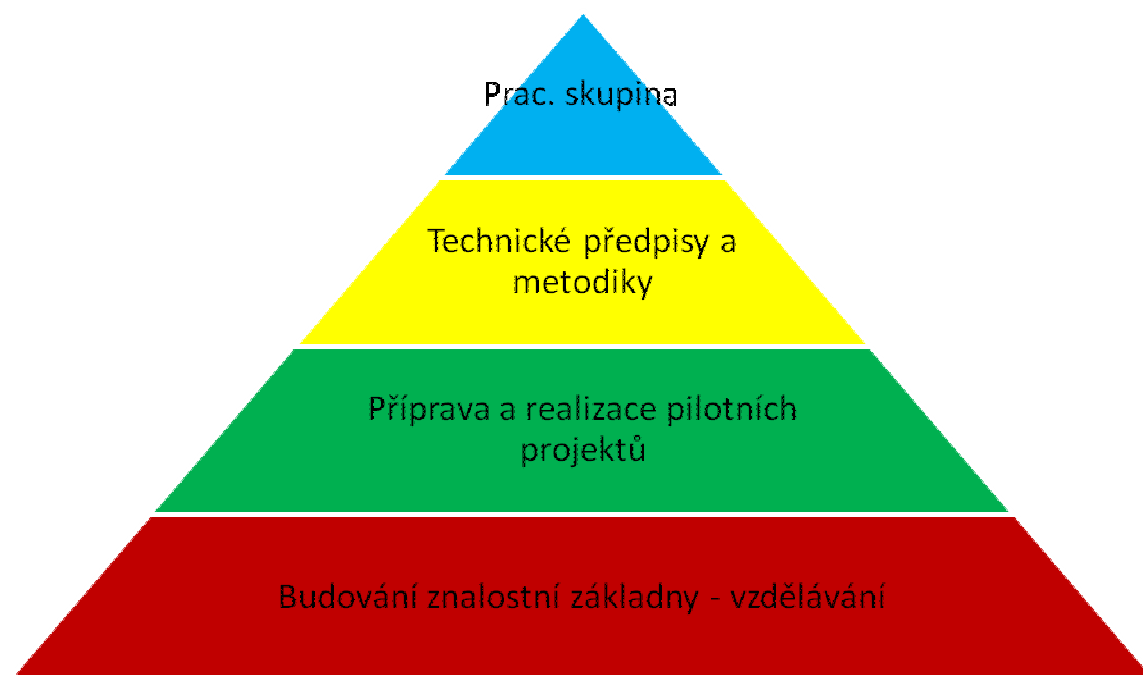 Prac. skupina
Technické předpisy a
metodiky
Příprava a realizace pilotních
projektů
Budování znalostní základny - vzdělávání